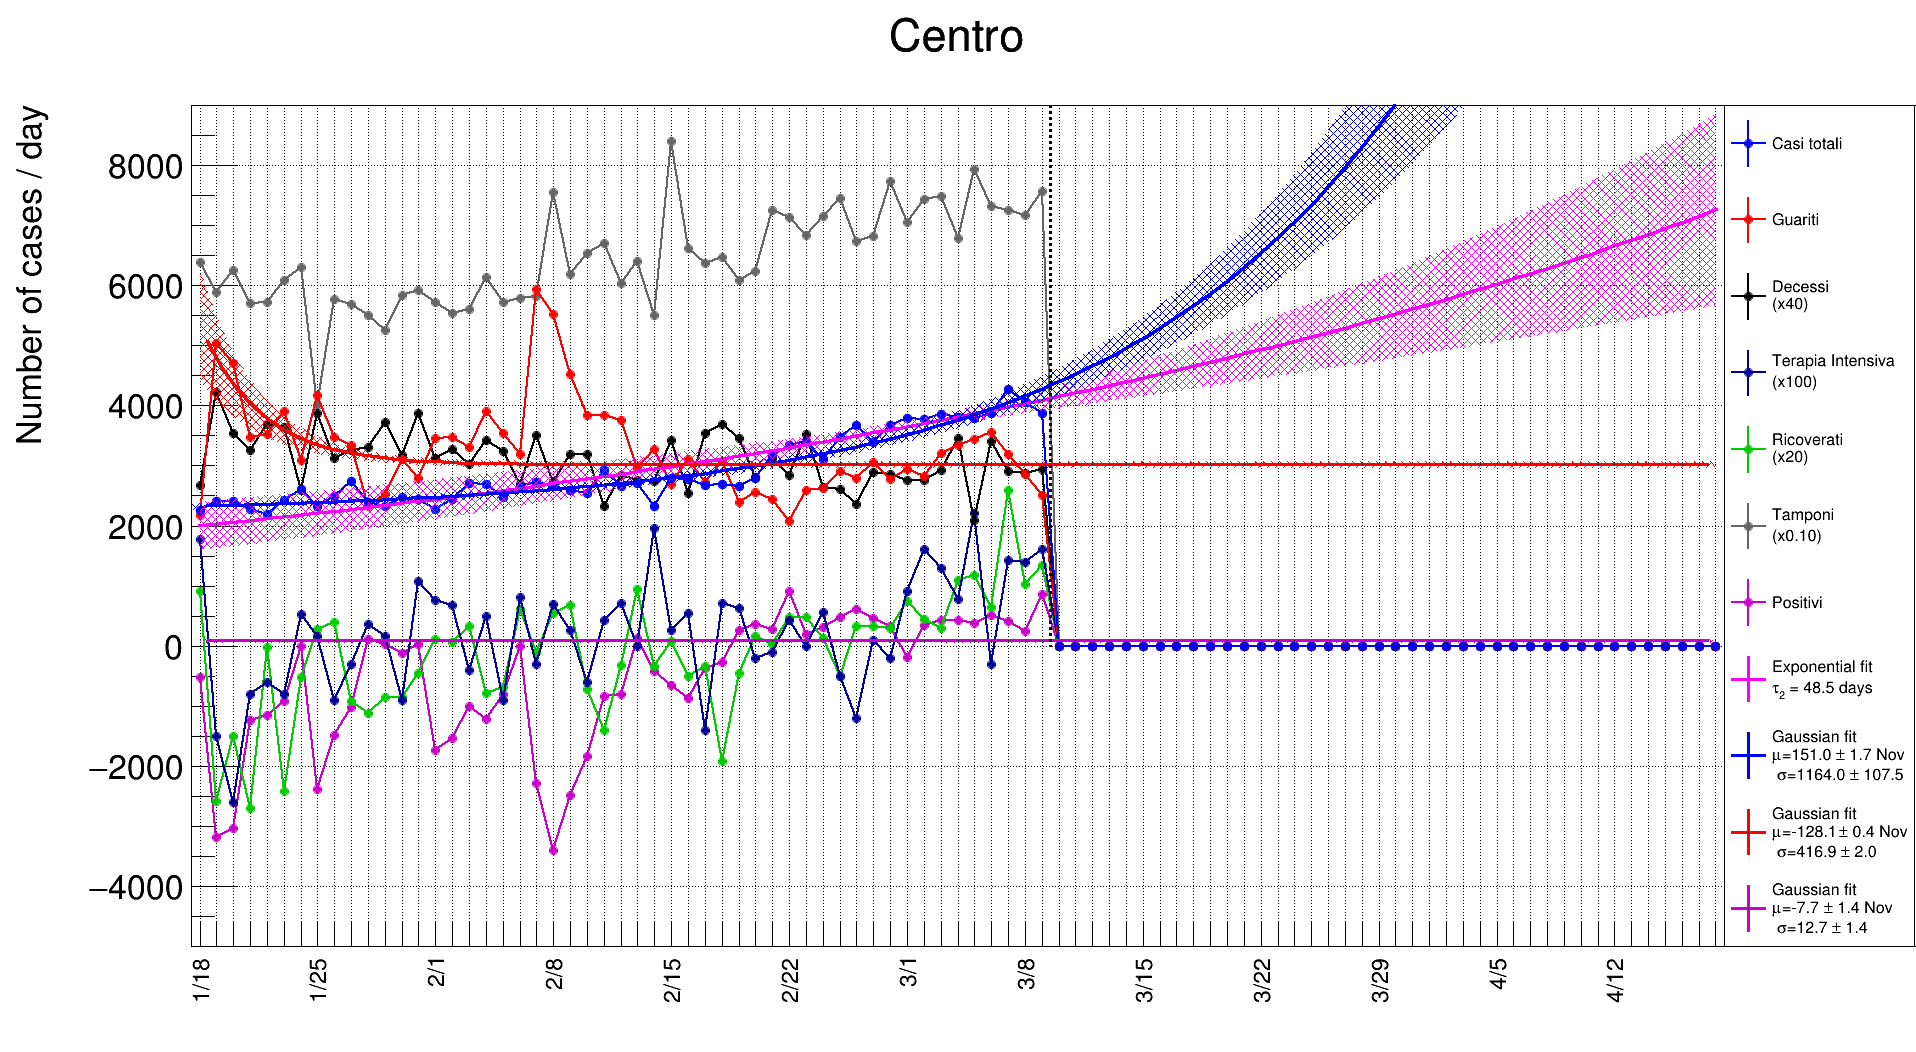 Centro
Number of cases / day
8000
6000
4000
2000
0
−2000
−4000
1/18
1/25
2/1
2/8
2/15
2/22
3/1
3/8
3/15
3/22
3/29
4/5
4/12
Casi totali
Guariti
Decessi
(x40)
Terapia Intensiva
(x100)
Ricoverati
(x20)
Tamponi
(x0.10)
Positivi
Exponential fit
τ2 = 48.5 days
Gaussian fit
μ=151.0 ± 1.7 Nov
σ=1164.0 ± 107.5
Gaussian fit
μ=-128.1 ± 0.4 Nov
σ=416.9 ± 2.0
Gaussian fit
μ=-7.7 ± 1.4 Nov
σ=12.7 ± 1.4